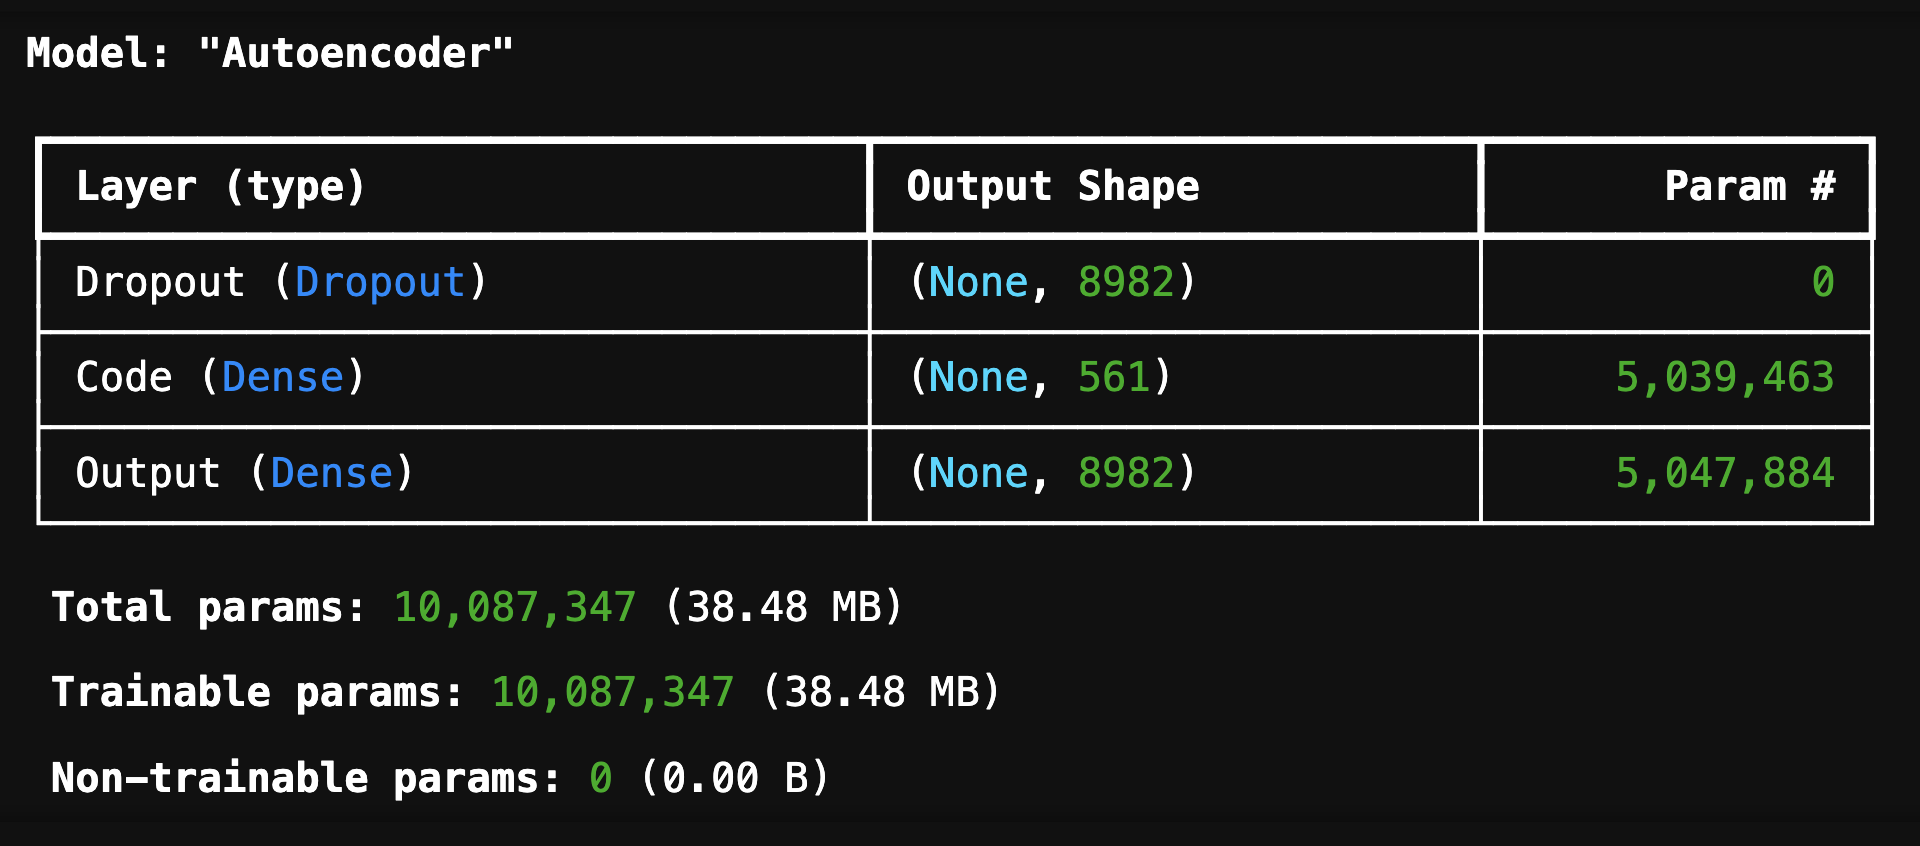 Model: "Autoencoder"
Layer (type) Output Shape Param #
Dropout (Dropout) (None, 8982) 0
Code (Dense) (None, 561) 5,039,463
Output (Dense) (None, 8982) 5,047,884
Total params: 10,087,347 (38.48 MB)
Trainable params: 10,087,347 (38.48 MB)
Non-trainable params: 0 (0.00 B)